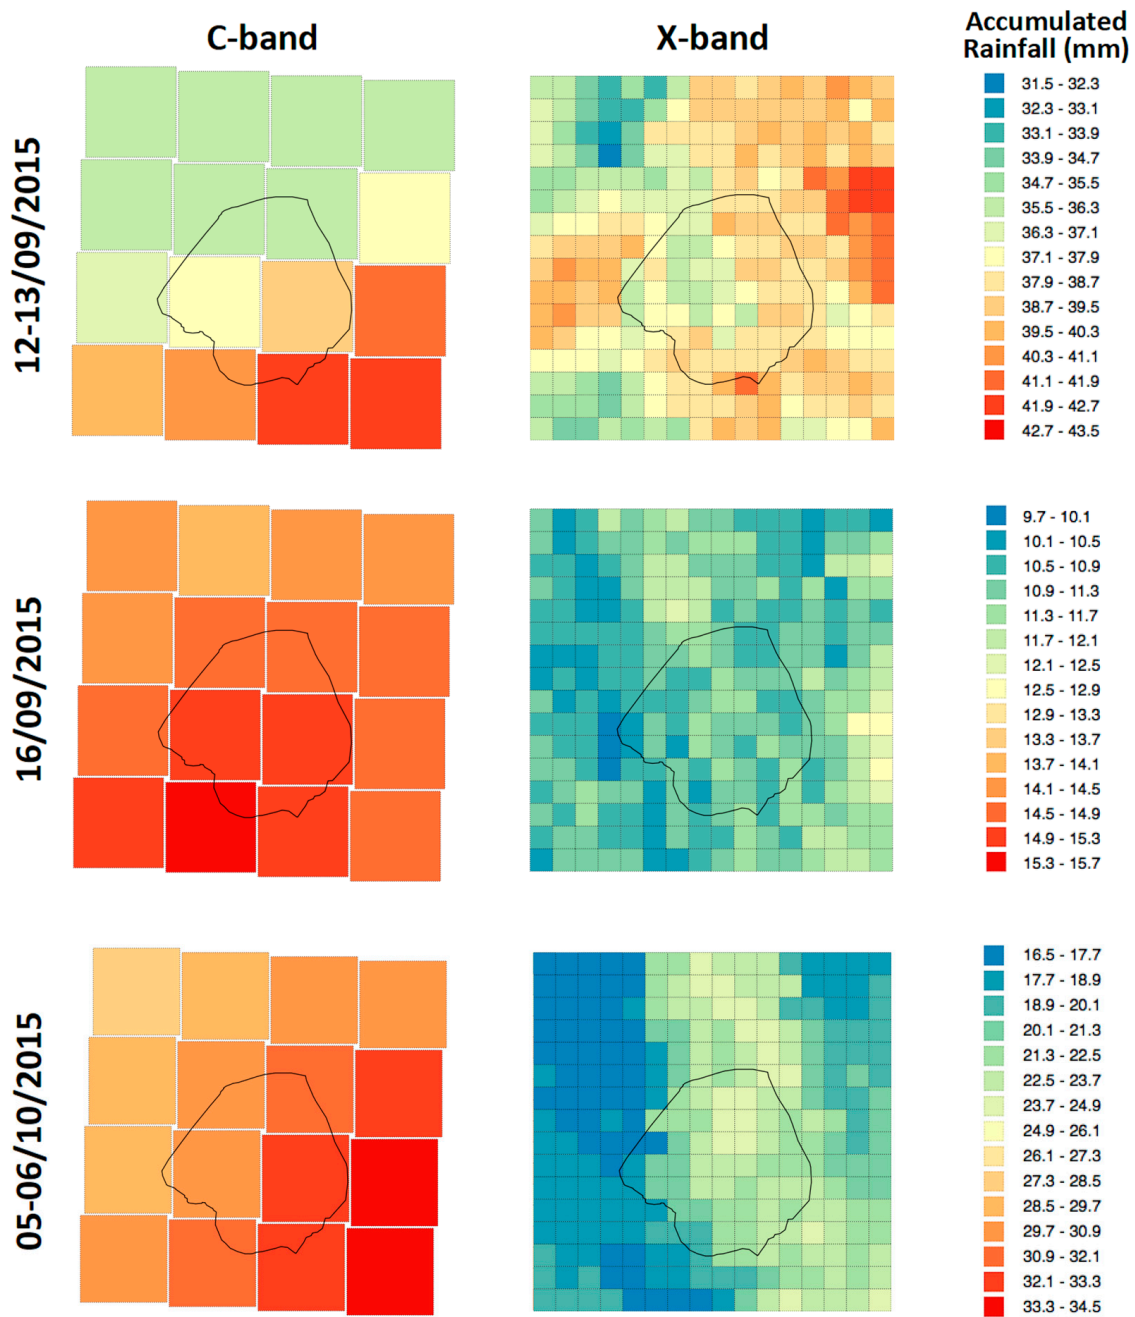 C-band
X-band
Accumulated
Rainfall (mm)
12-13/09/2015
31.5 - 32.3
32.3 - 33.1
33.1 - 33.9
33.9 - 34.7
34.7 - 35.5
35.5 - 36.3
36.3 - 37.1
37.1 - 37.9
37.9 - 38.7
38.7 - 39.5
39.5 - 40.3
40.3 - 41.1
41.1 - 41.9
41.9 - 42.7
42.7 - 43.5
16/09/2015
9.7 - 10.1
10.1 - 10.5
10.5 - 10.9
10.9 - 11.3
11.3 - 11.7
11.7 - 12.1
12.1 - 12.5
12.5 - 12.9
12.9 - 13.3
13.3 - 13.7
13.7 - 14.1
14.1 - 14.5
14.5 - 14.9
14.9 - 15.3
15.3 - 15.7
05-06/10/2015
16.5 - 17.7
17.7 - 18.9
18.9 - 20.1
20.1 - 21.3
21.3 - 22.5
22.5 - 23.7
23.7 - 24.9
24.9 - 26.1
26.1 - 27.3
27.3 - 28.5
28.5 - 29.7
29.7 - 30.9
30.9 - 32.1
32.1 - 33.3
33.3 - 34.5